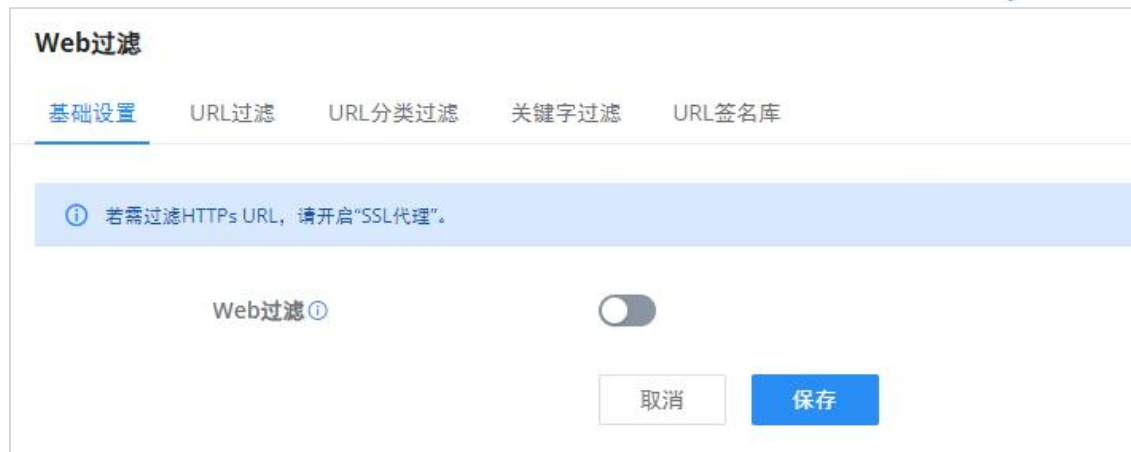 Web过滤
基础设置 URL过滤 URL分类过滤 关键字过滤 URL签名库
若需过滤HTTPs URL，请开启“SSL代理”。
Web过滤
取消 保存